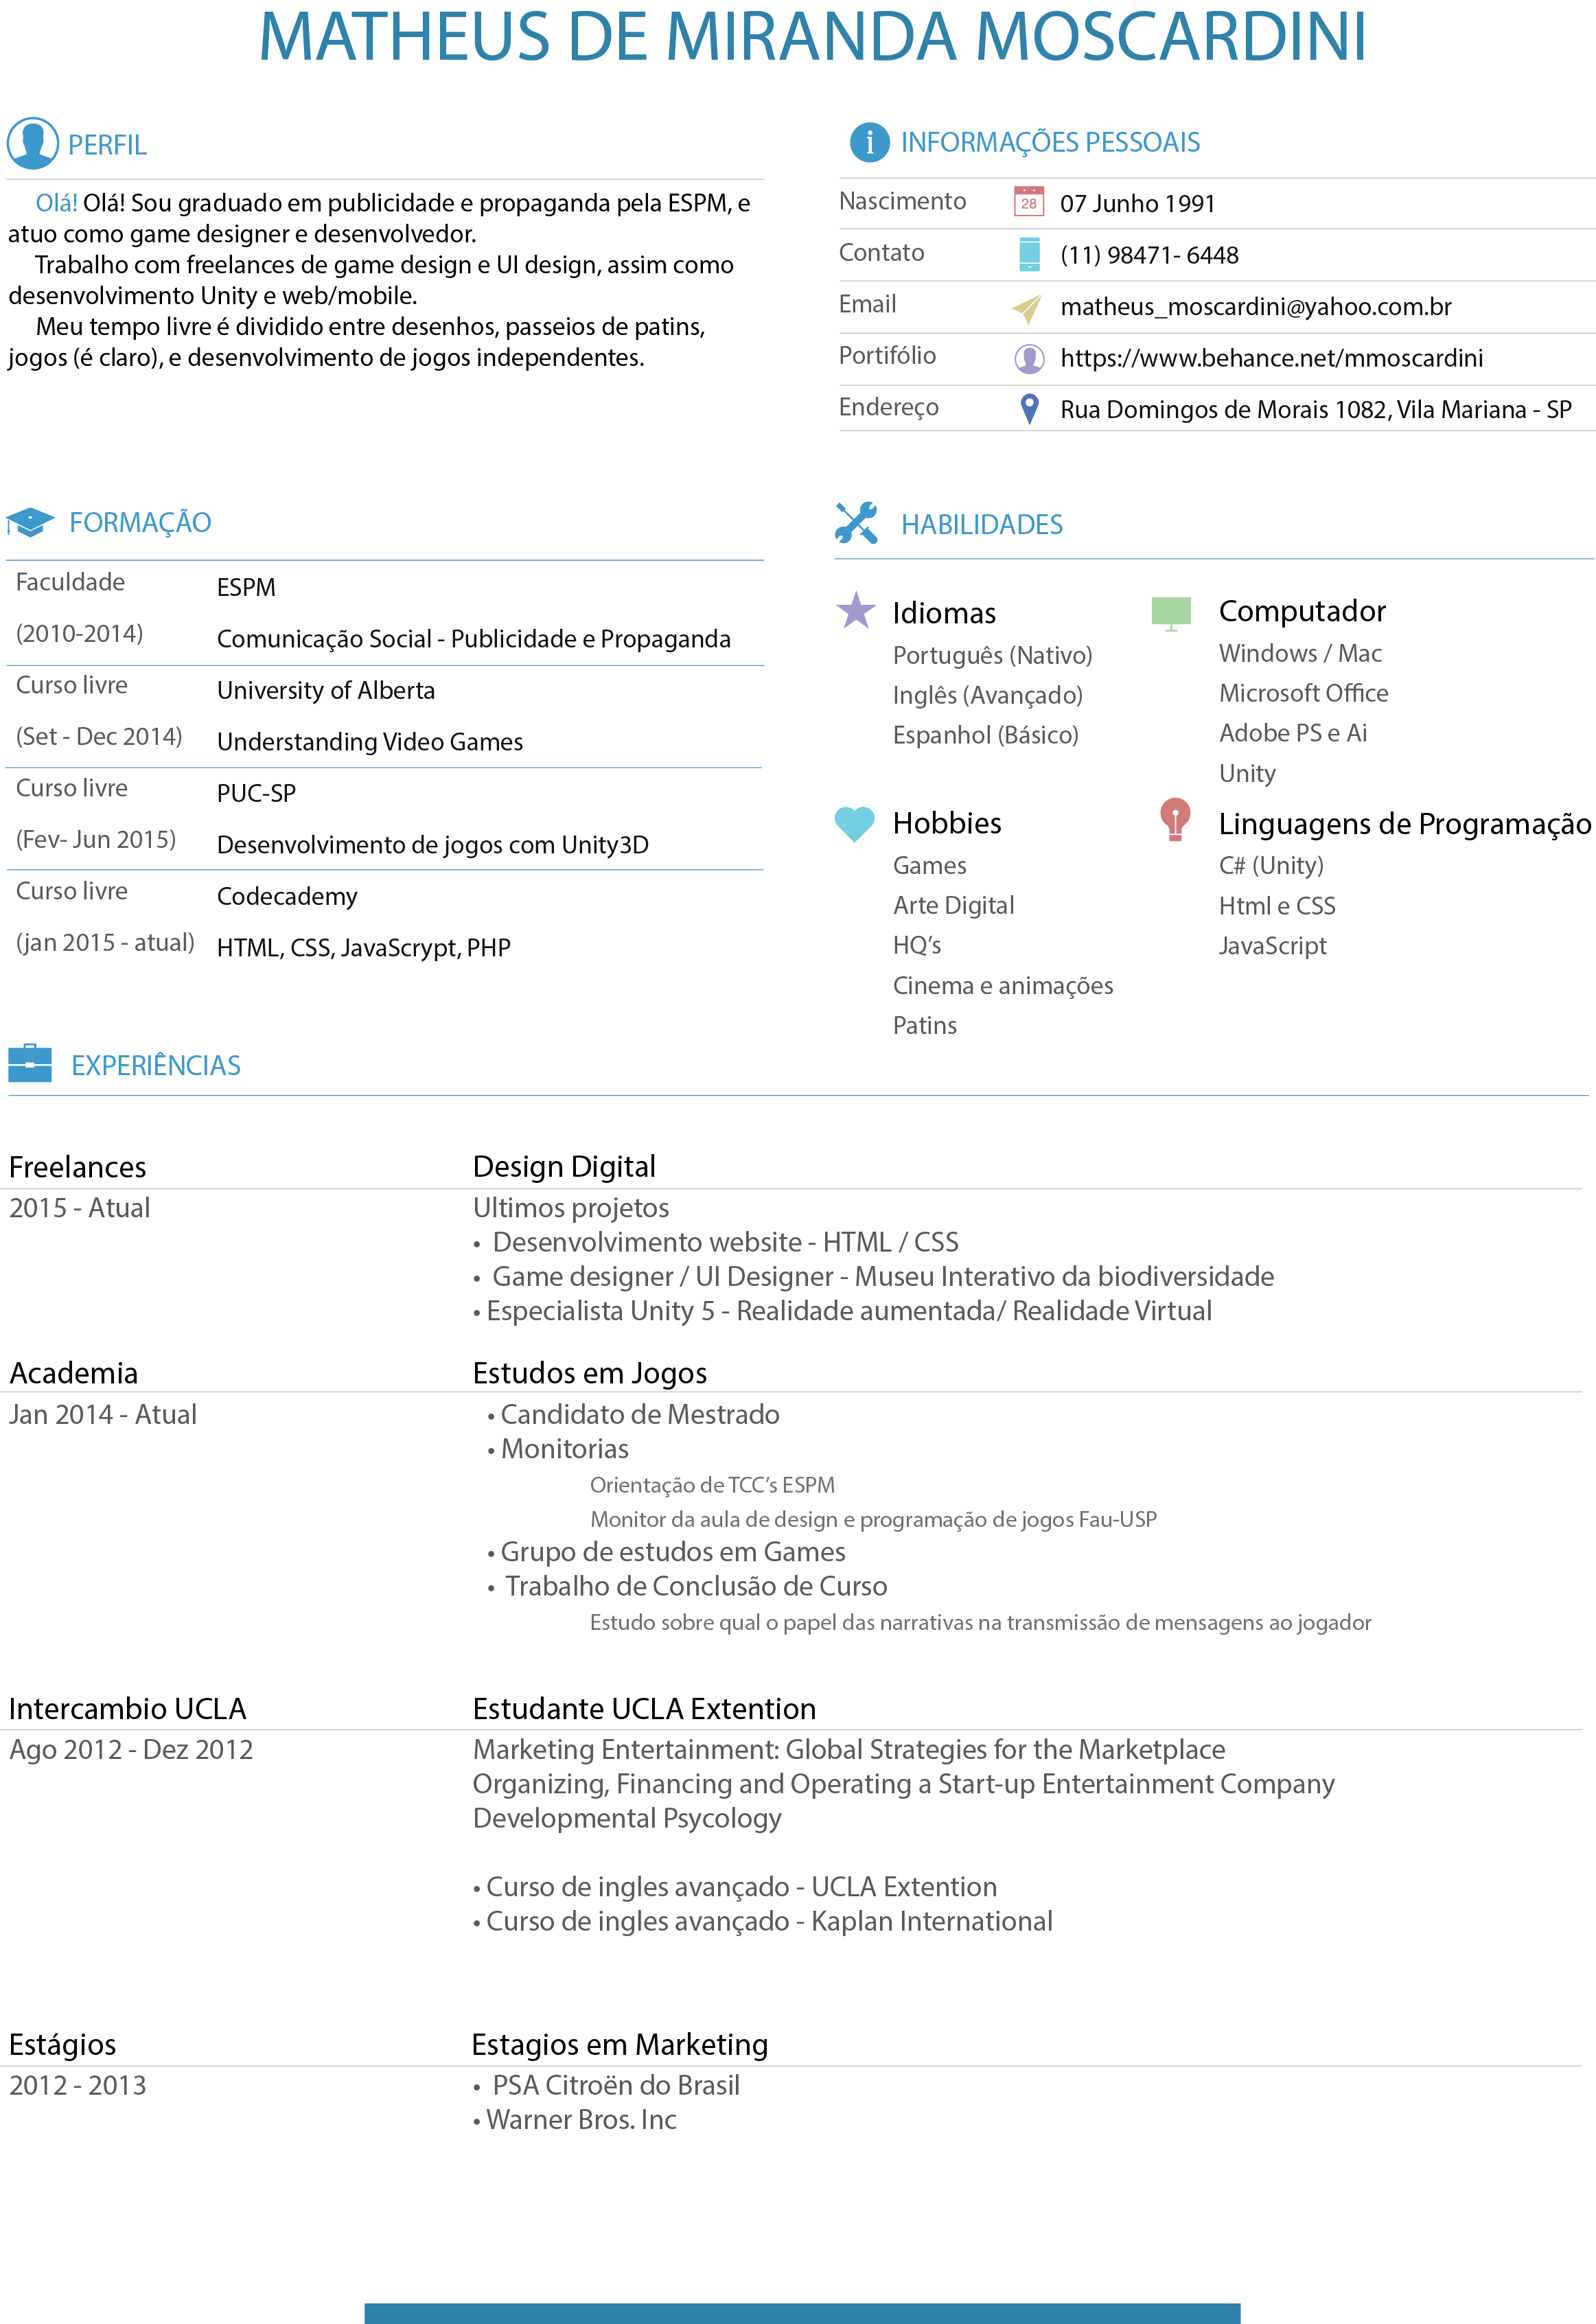 MATHEUS DE MIRANDA MOSCARDINI
PERFIL
Olá! Olá! Sou graduado em publicidade e propaganda pela ESPM, e
atuo como game designer e desenvolvedor.
Trabalho com freelances de game design e UI design, assim como
desenvolvimento Unity e web/mobile.
Meu tempo livre é dividido entre desenhos, passeios de patins,
jogos (é claro), e desenvolvimento de jogos independentes.
INFORMAÇÕES PESSOAIS
Nascimento 28 07 Junho 1991
Contato (11) 98471- 6448
Email matheus_moscardini@yahoo.com.br
Portifólio https://www.behance.net/mmoscardini
Endereço Rua Domingos de Morais 1082, Vila Mariana - SP
FORMAÇÃO
Faculdade ESPM
(2010-2014) Comunicação Social - Publicidade e Propaganda
Curso livre University of Alberta
(Set - Dec 2014) Understanding Video Games
Curso livre PUC-SP
(Fev- Jun 2015) Desenvolvimento de jogos com Unity3D
Curso livre Codecademy
(jan 2015 - atual) HTML, CSS, JavaScrypt, PHP
HABILIDADES
Idiomas
Português (Nativo)
Inglês (Avançado)
Espanhol (Básico)
Computador
Windows / Mac
Microsoft Office
Adobe PS e Ai
Unity
Hobbies
Games
Arte Digital
HQ’s
Cinema e animações
Patins
Linguagens de Programação
C# (Unity)
Html e CSS
JavaScript
EXPERIÊNCIAS
Freelances Design Digital
2015 - Atual Ultimos projetos
• Desenvolvimento website - HTML / CSS
• Game designer / UI Designer - Museu Interativo da biodiversidade
• Especialista Unity 5 - Realidade aumentada/ Realidade Virtual
Academia Estudos em Jogos
Jan 2014 - Atual • Candidato de Mestrado
• Monitorias
Orientação de TCC’s ESPM
Monitor da aula de design e programação de jogos Fau-USP
• Grupo de estudos em Games
• Trabalho de Conclusão de Curso
Estudo sobre qual o papel das narrativas na transmissão de mensagens ao jogador
Intercambio UCLA Estudante UCLA Extention
Ago 2012 - Dez 2012 Marketing Entertainment: Global Strategies for the Marketplace
Organizing, Financing and Operating a Start-up Entertainment Company
Developmental Psycology
• Curso de ingles avançado - UCLA Extention
• Curso de ingles avançado - Kaplan International
Estágios Estagios em Marketing
2012 - 2013 • PSA Citroën do Brasil
• Warner Bros. Inc